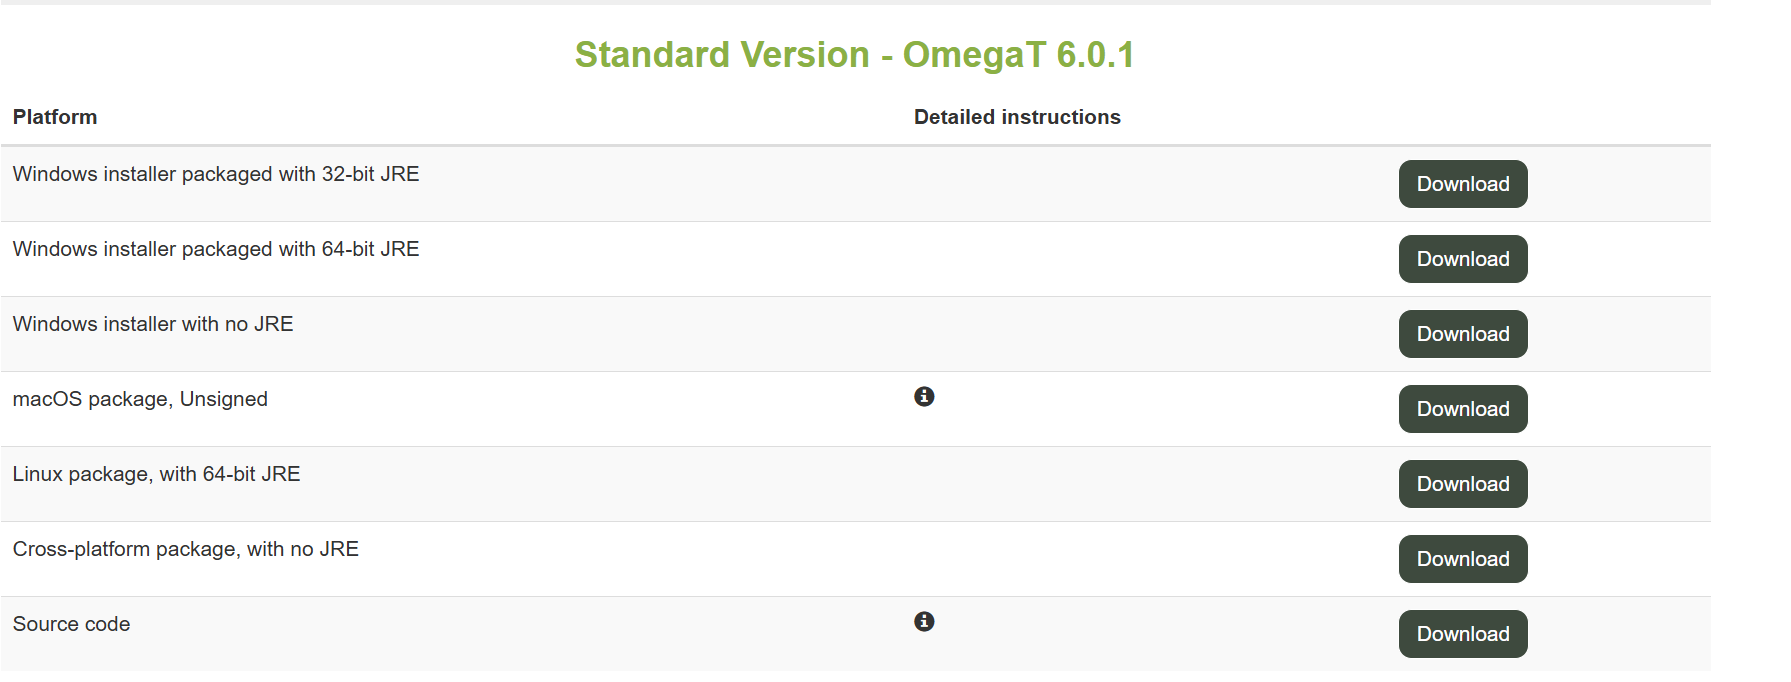 Standard Version - OmegaT 6.0.1
Platform Detailed instructions
Windows installer packaged with 32-bit JRE Download
Windows installer packaged with 64-bit JRE Download
Windows installer with no JRE Download
macOS package, Unsigned Download
Linux package, with 64-bit JRE Download
Cross-platform package, with no JRE Download
Source code Download